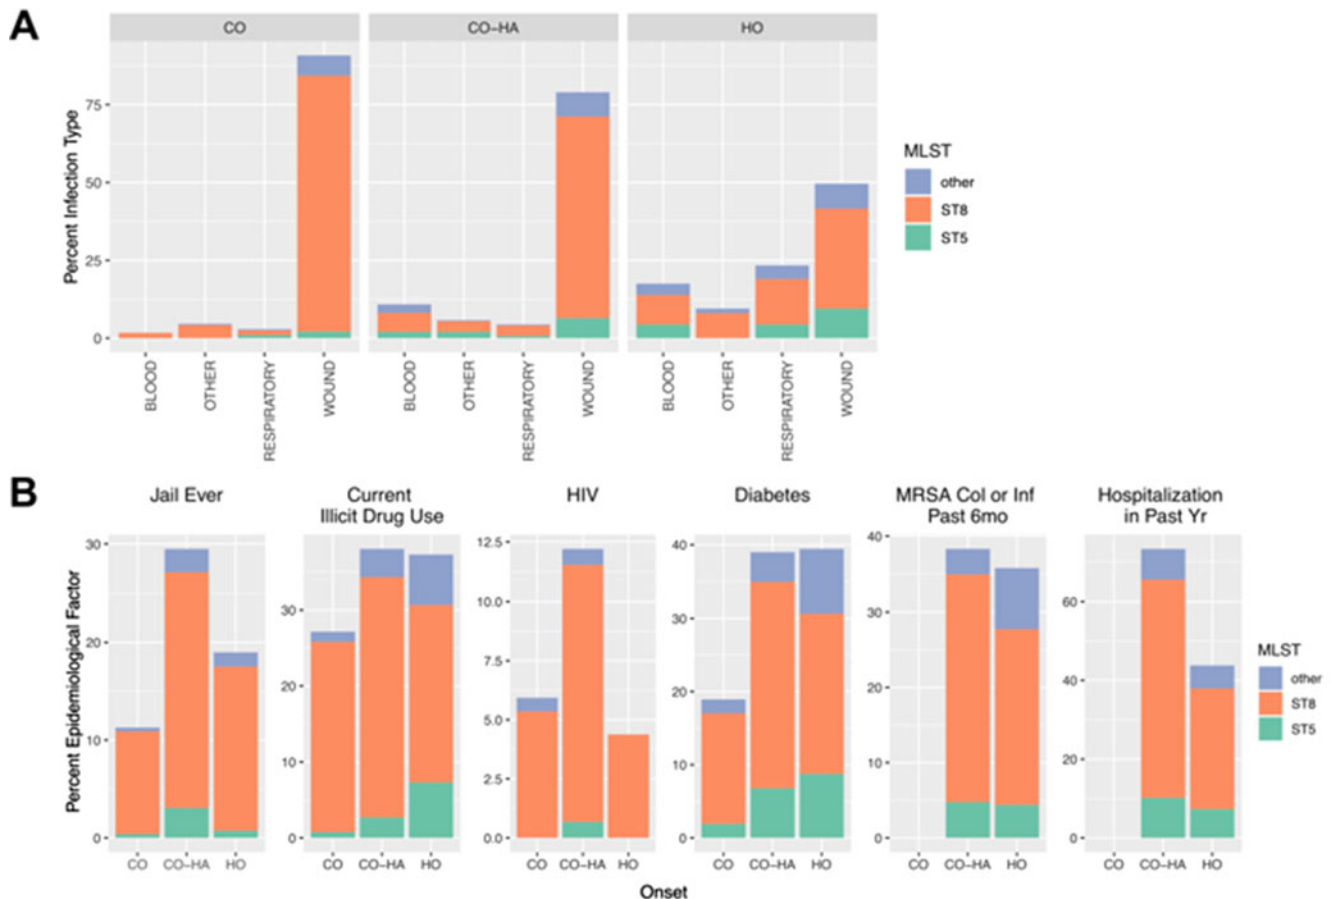 A
CO CO-HA HO
Percent Infection Type
75
50
25
0
BLOOD OTHER RESPIRATORY WOUND BLOOD OTHER RESPIRATORY WOUND BLOOD OTHER RESPIRATORY WOUND
MLST
other
ST8
ST5
B
Percent Epidemiological Factor
Jail Ever
30
20
10
0
CO CO-HA HO
Current
Illicit Drug Use
30
20
10
0
CO CO-HA HO
HIV
12.5
10.0
7.5
5.0
2.5
0.0
CO CO-HA HO
Diabetes
40
30
20
10
0
CO CO-HA HO
MRSA Col or Inf
Past 6mo
40
30
20
10
0
CO CO-HA HO
Hospitalization
in Past Yr
60
40
20
0
CO CO-HA HO
Onset
MLST
other
ST8
ST5